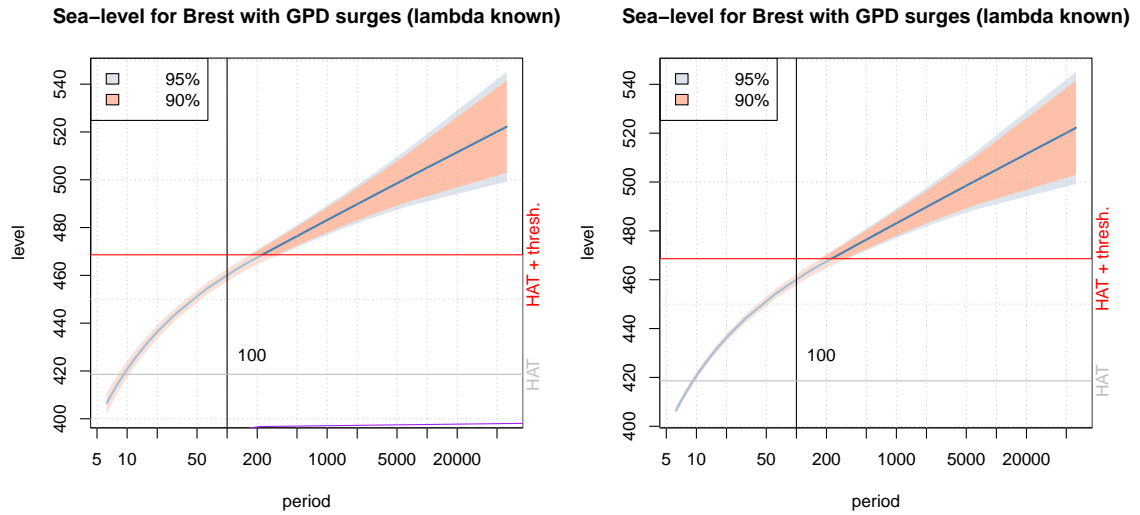 Sea−level for Brest with GPD surges (lambda known)
95%
90%
level
540
520
500
480
460
440
420
400
100
HAT + thresh.
HAT
5 10 50 200 1000 5000 20000
period
Sea−level for Brest with GPD surges (lambda known)
95%
90%
level
540
520
500
480
460
440
420
400
100
HAT + thresh.
HAT
5 10 50 200 1000 5000 20000
period